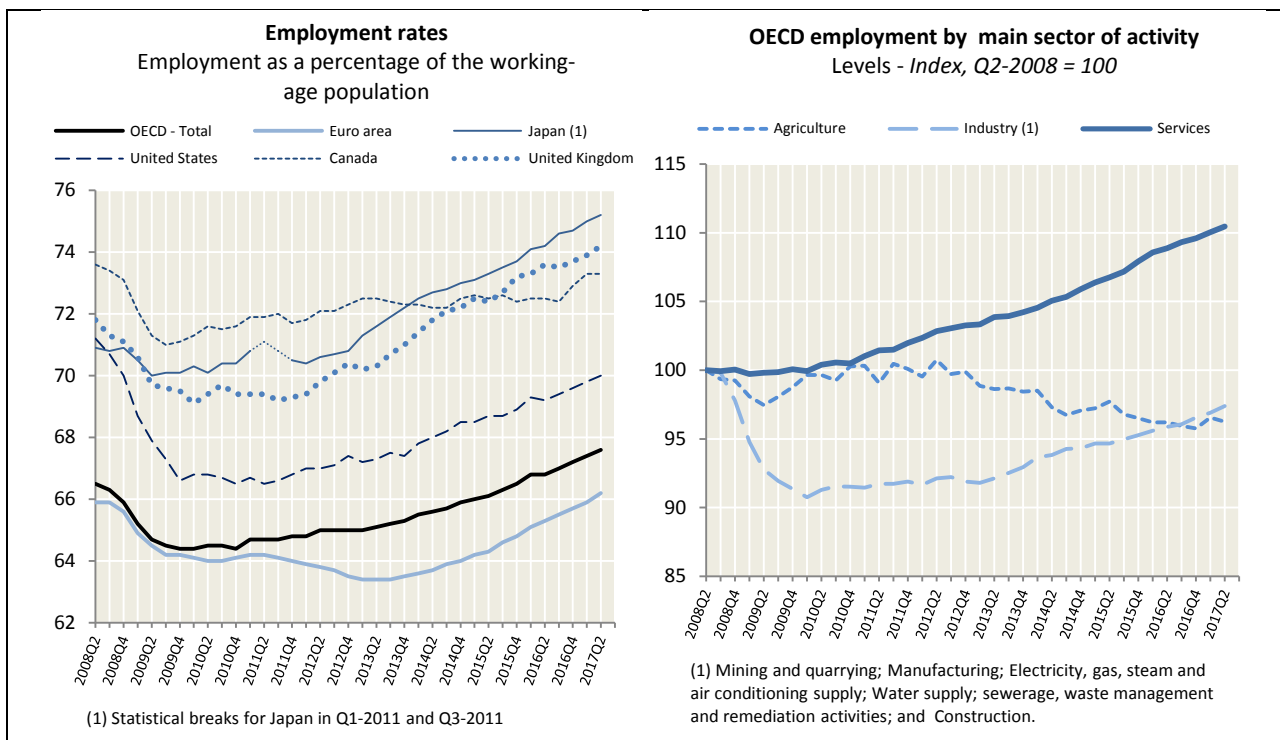 Employment rates
Employment as a percentage of the working-
age population
OECD - Total
Euro area
Japan (1)
United States
Canada
United Kingdom
76
74
72
70
68
66
64
62
2008Q2
2008Q4
2009Q2
2009Q4
2010Q2
2010Q4
2011Q2
2011Q4
2012Q2
2012Q4
2013Q2
2013Q4
2014Q2
2014Q4
2015Q2
2015Q4
2016Q2
2016Q4
2017Q2
(1) Statistical breaks for Japan in Q1-2011 and Q3-2011
OECD employment by main sector of activity
Levels - Index, Q2-2008 = 100
Agriculture
Industry (1)
Services
115
110
105
100
95
90
85
2008Q2
2008Q4
2009Q2
2009Q4
2010Q2
2010Q4
2011Q2
2011Q4
2012Q2
2012Q4
2013Q2
2013Q4
2014Q2
2014Q4
2015Q2
2015Q4
2016Q2
2016Q4
2017Q2
(1) Mining and quarrying; Manufacturing; Electricity, gas, steam and
air conditioning supply; Water supply; sewerage, waste management
and remediation activities; and Construction.